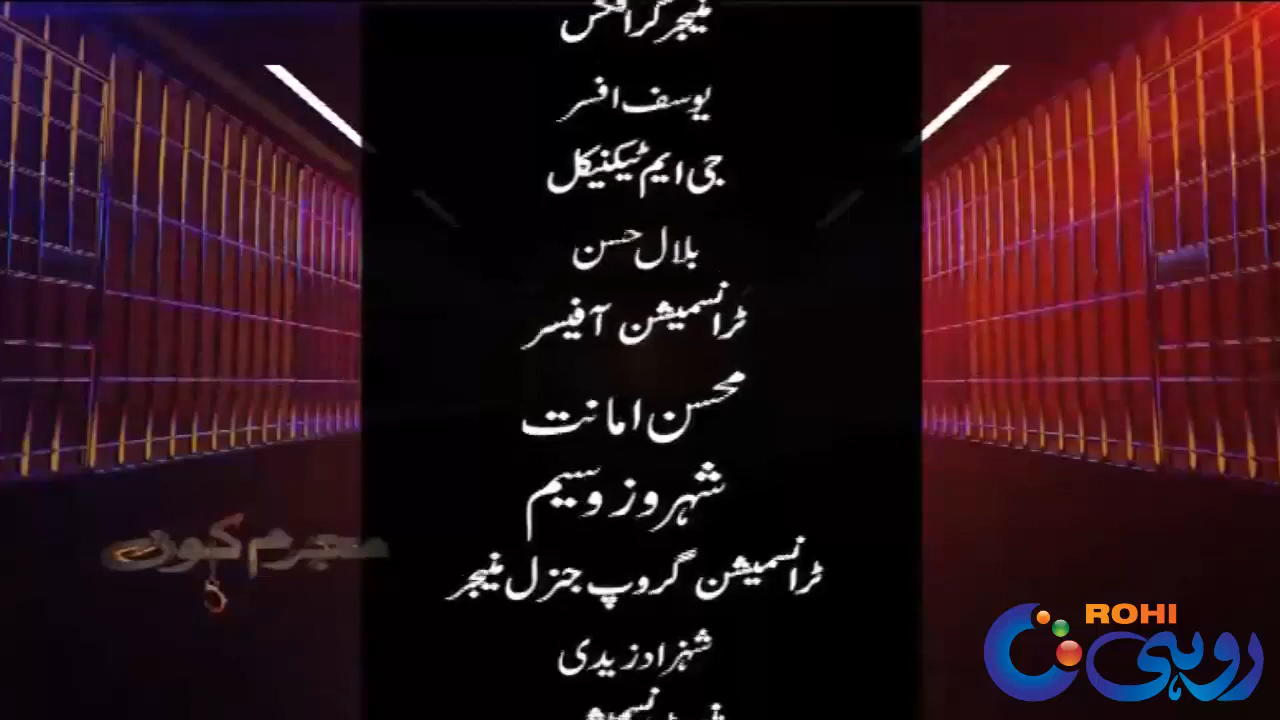 منیجر گرافکس
یوسف افسر
جی ایم ٹیکنیکل
بلال حسن
ٹرانسمیشن آفیسر
محسن امانت
شہروز وسیم
ٹرانسمیشن گروپ جنرل منیجر
شہزاد زیدی
مجرم کون
ROHI
روہی